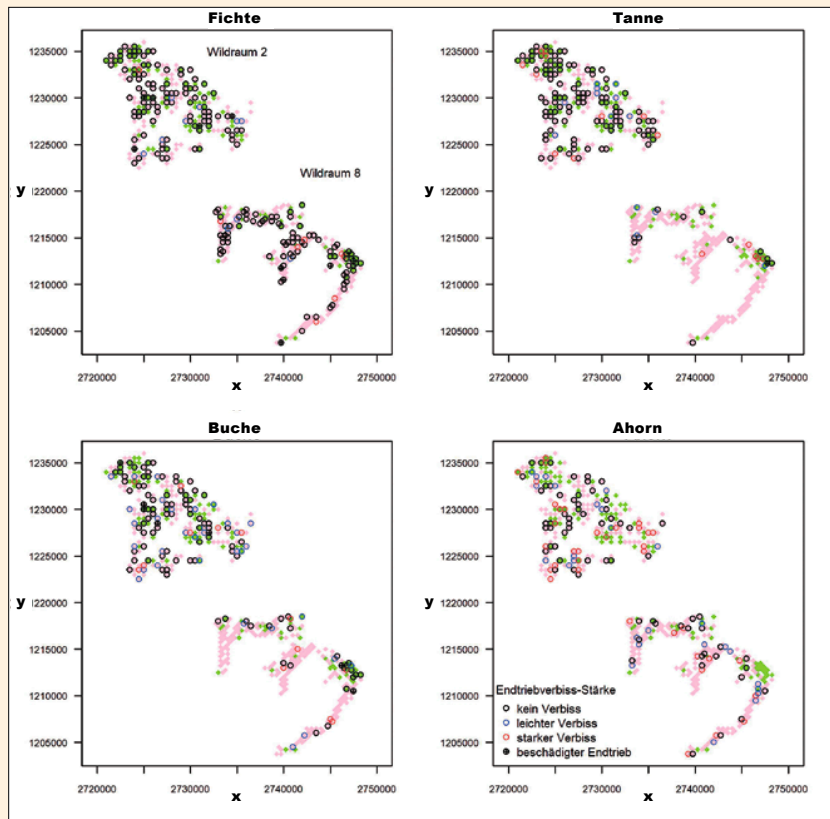 Fichte
1235000
1230000
1225000
1220000
1215000
1210000
1205000
y
Wildraum 2
Wildraum 8
2720000 2730000 2740000 2750000
x
Tanne
1235000
1230000
1225000
1220000
1215000
1210000
1205000
y
2720000 2730000 2740000 2750000
x
Buche
1235000
1230000
1225000
1220000
1215000
1210000
1205000
y
2720000 2730000 2740000 2750000
x
Ahorn
1235000
1230000
1225000
1220000
1215000
1210000
1205000
y
Endtriebverbiss-Stärke
kein Verbiss
leichter Verbiss
starker Verbiss
beschädigter Endtrieb
2720000 2730000 2740000 2750000
x